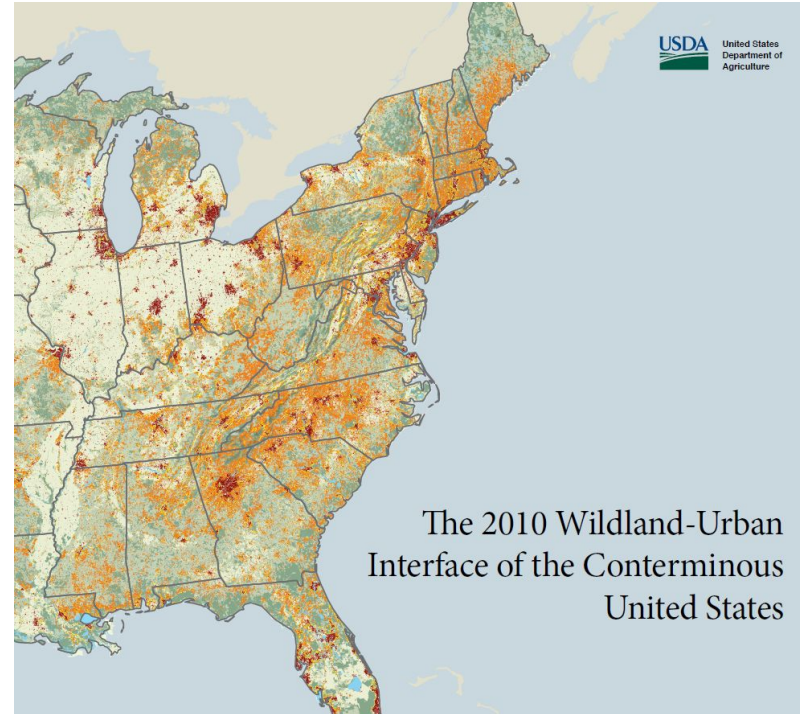 USDA
United States
Department of
Agriculture
The 2010 Wildland-Urban
Interface of the Conterminous
United States